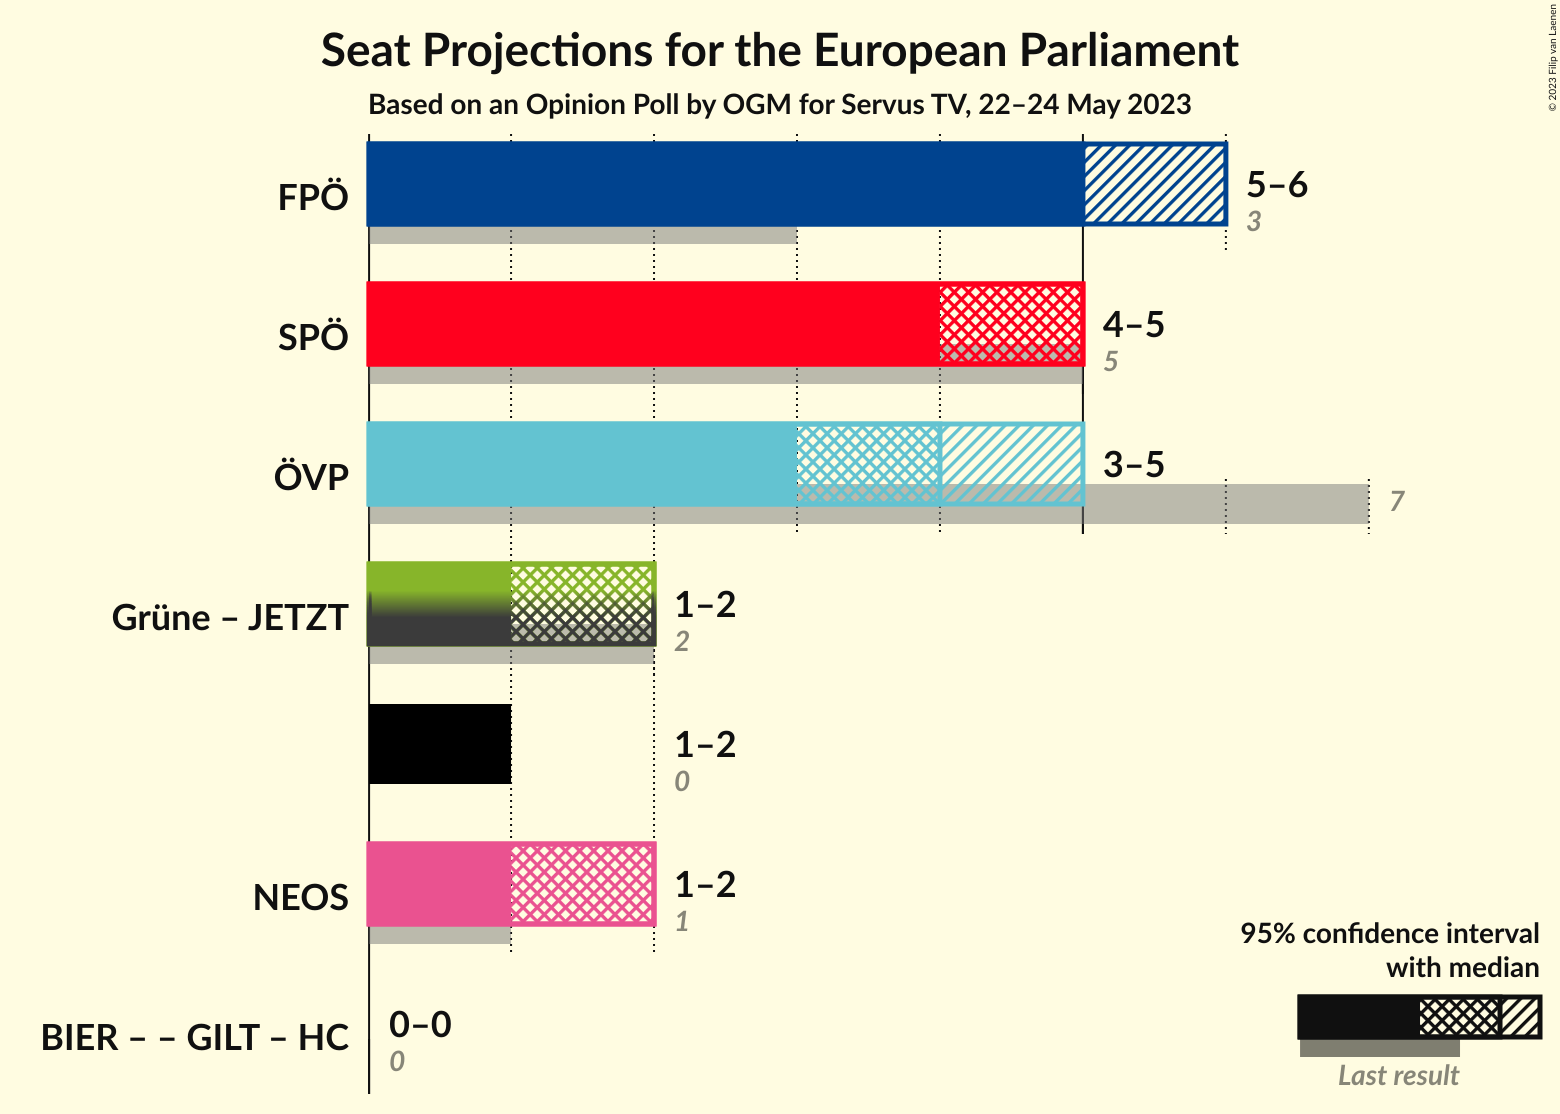 Seat Projections for the European Parliament
Based on an Opinion Poll by OGM for Servus TV, 22–24 May 2023
© 2023 Filip van Laenen
FPÖ
5–6
3
SPÖ
4–5
5
ÖVP
3–5
7
Grüne – JETZT
1–2
2
1–2
0
NEOS
1–2
1
BIER – – GILT – HC
0–0
0
95% confidence interval
with median
Last result